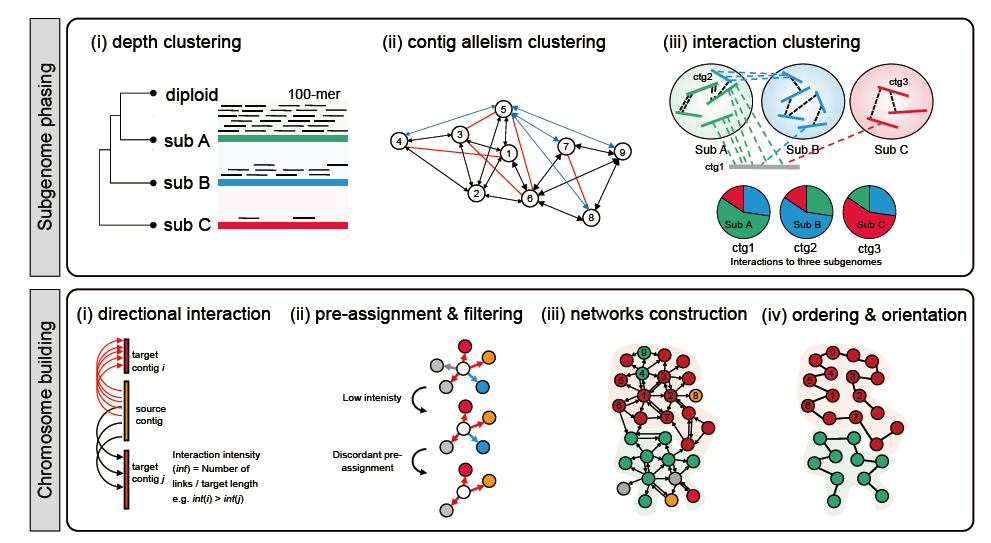 Subgenome phasing
(i) depth clustering
diploid
100-mer
sub A
sub B
sub C
(ii) contig allelism clustering
5
4
3
1
7
9
2
6
8
(iii) interaction clustering
ctg2
ctg3
Sub A
Sub B
Sub C
ctg1
Sub A
Sub B
Sub C
ctg1
ctg2
ctg3
Interactions to three subgenomes
Chromosome building
(i) directional interaction
target
contig i
source
contig
target
contig j
Interaction intensity
(int) = Number of
links / target length
e.g. int(i) > int(j)
(ii) pre-assignment & filtering
Low intenisty
Discordant pre-
assignment
(iii) networks construction
9
4
5
3
1
2
8
6
7
(iv) ordering & orientation
9
4
5
3
1
2
6